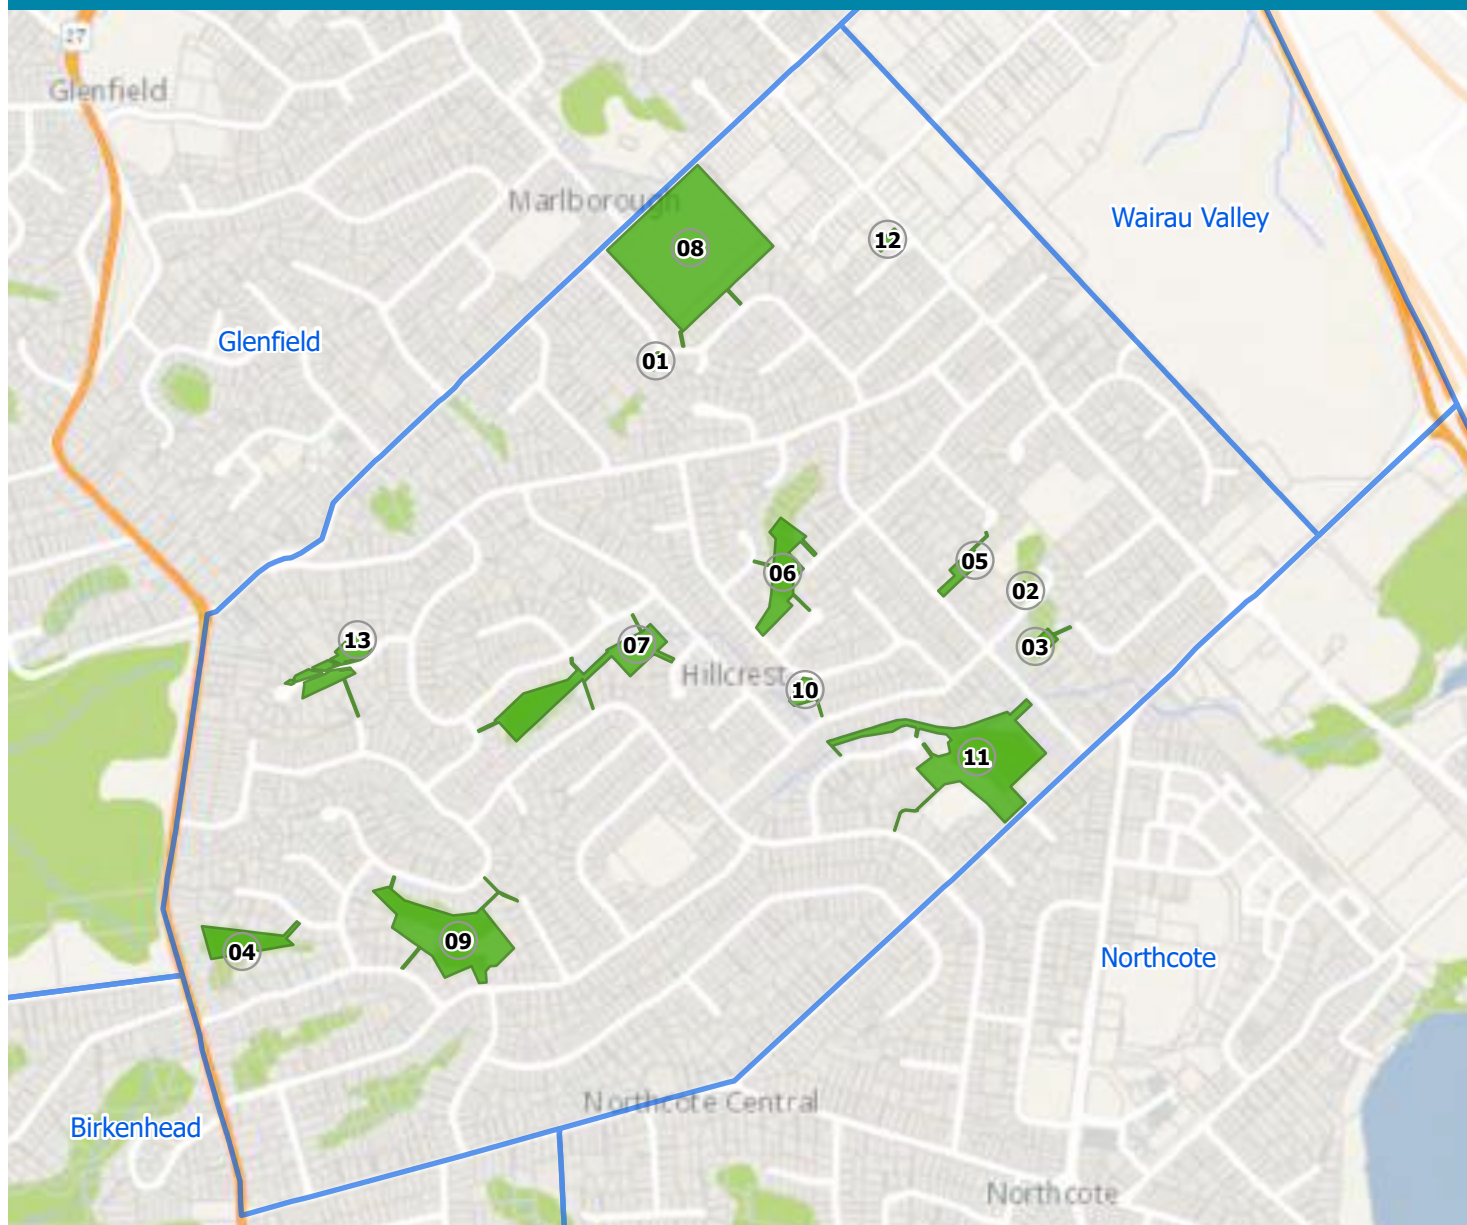 27
Glenfield
Marlborough
Wairau Valley
12
08
Glenfield
01
05
06
02
13
07
03
Hillcrest
10
11
09
04
Northcote
Northcote Central
Birkenhead
Northcote